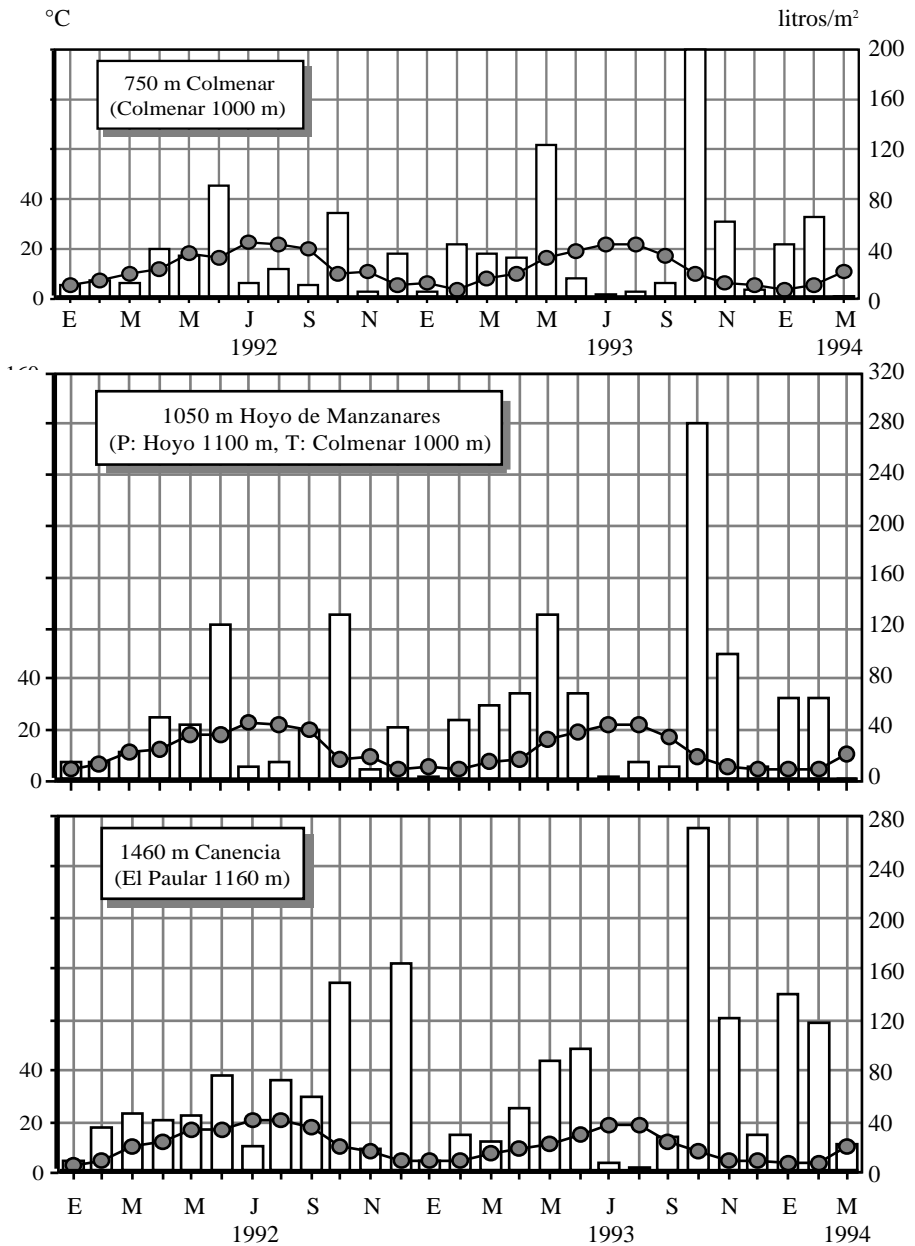 °C litros/m²
750 m Colmenar
(Colmenar 1000 m)
200
160
120
40 80
20 40
0 0
E M M J S N E M M J S N E M
1992 1993 1994
320
1050 m Hoyo de Manzanares
(P: Hoyo 1100 m, T: Colmenar 1000 m)
280
240
200
160
120
40 80
20 40
0 0
1460 m Canencia
(El Paular 1160 m)
280
240
200
160
120
40 80
20 40
0 0
E M M J S N E M M J S N E M
1992 1993 1994